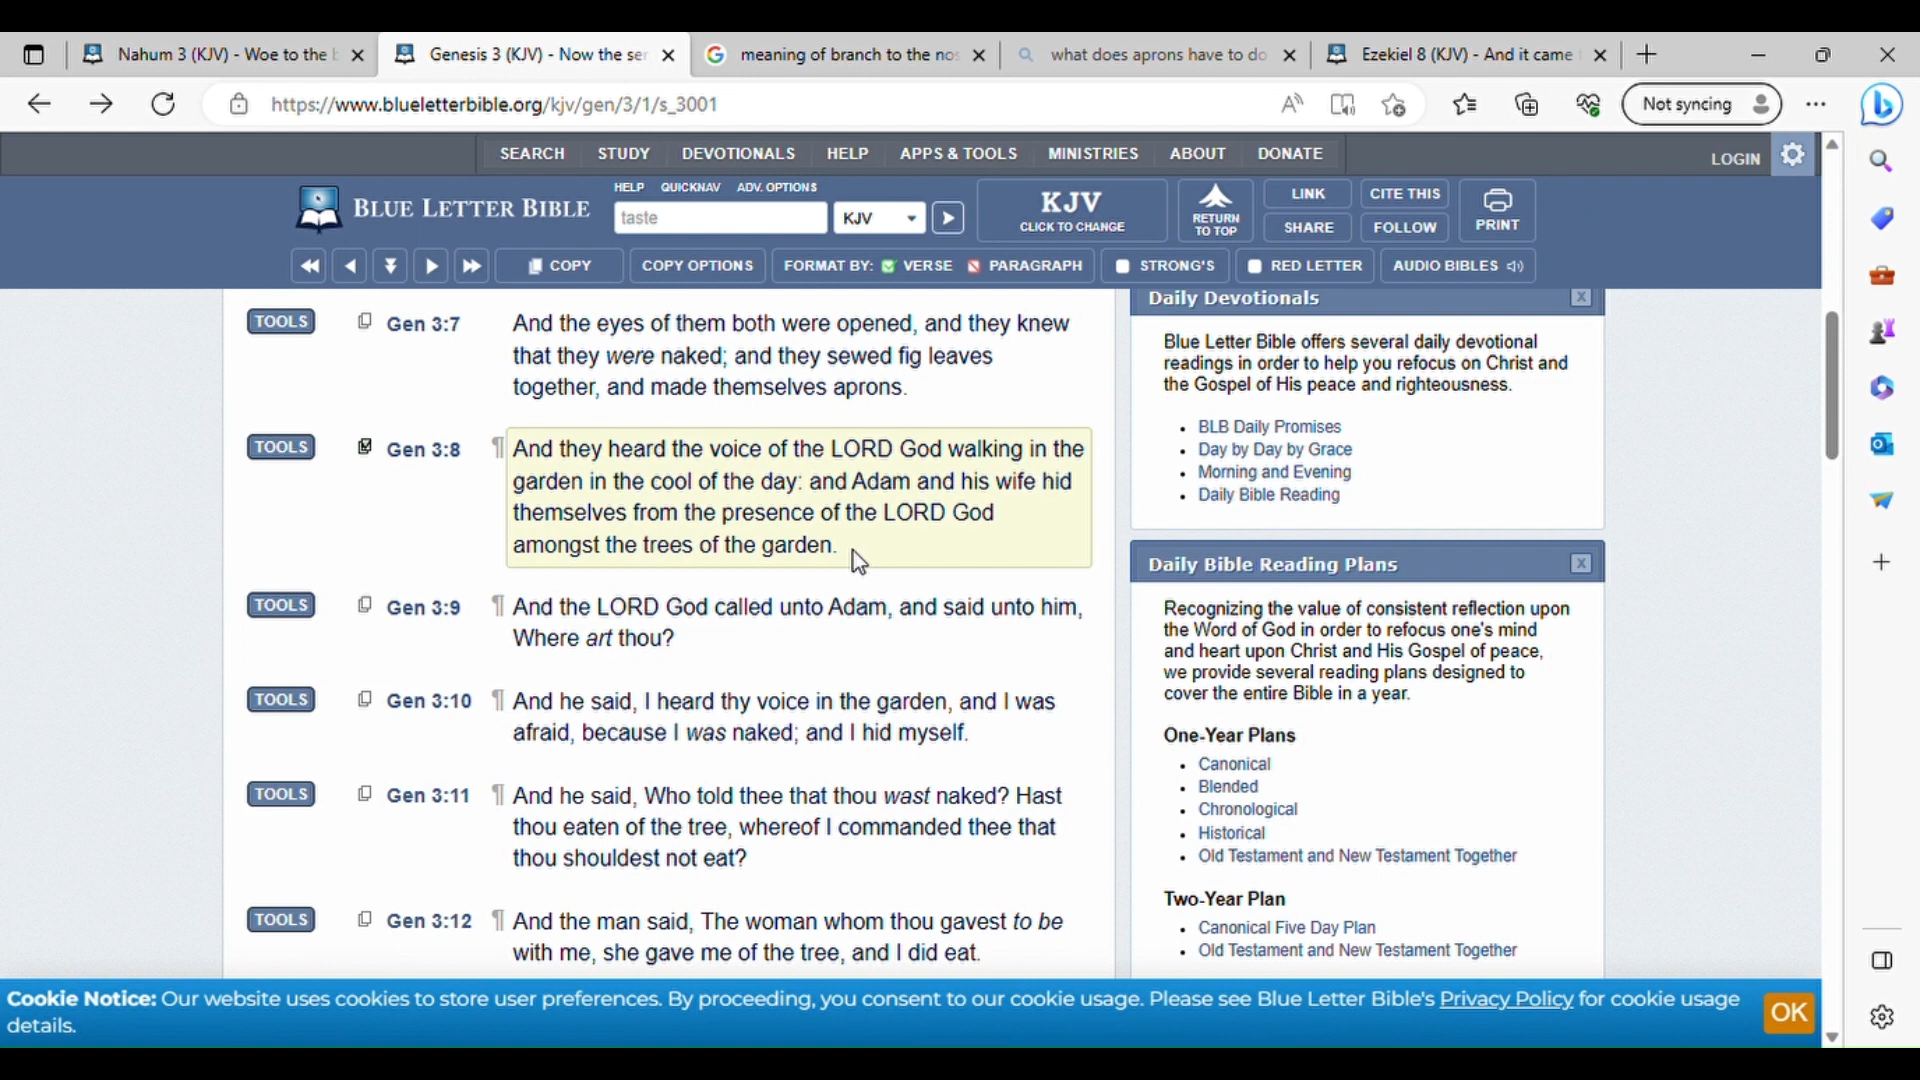 Nahum 3 (KJV) - Woe to the b
Genesis 3 (KJV) - Now the ser
meaning of branch to the nos
what does aprons have to do
Ezekiel 8 (KJV) - And it came t
https://www.blueletterbible.org/kjv/gen/3/1/s_3001
Not syncing
SEARCH STUDY DEVOTIONALS HELP APPS & TOOLS MINISTRIES ABOUT DONATE
LOGIN
HELP QUICKNAV ADV. OPTIONS
BLUE LETTER BIBLE
taste
KJV
KJV
CLICK TO CHANGE
RETURN
TO TOP
LINK
CITE THIS
SHARE
FOLLOW
PRINT
COPY
COPY OPTIONS
FORMAT BY: VERSE PARAGRAPH
STRONG'S
RED LETTER
AUDIO BIBLES
TOOLS Gen 3:7 And the eyes of them both were opened, and they knew
that they were naked; and they sewed fig leaves
together, and made themselves aprons.
TOOLS Gen 3:8 ¶ And they heard the voice of the LORD God walking in the
garden in the cool of the day: and Adam and his wife hid
themselves from the presence of the LORD God
amongst the trees of the garden.
TOOLS Gen 3:9 ¶ And the LORD God called unto Adam, and said unto him,
Where art thou?
TOOLS Gen 3:10 ¶ And he said, I heard thy voice in the garden, and I was
afraid, because I was naked; and I hid myself.
TOOLS Gen 3:11 ¶ And he said, Who told thee that thou wast naked? Hast
thou eaten of the tree, whereof I commanded thee that
thou shouldest not eat?
TOOLS Gen 3:12 ¶ And the man said, The woman whom thou gavest to be
with me, she gave me of the tree, and I did eat.
Daily Devotionals
Blue Letter Bible offers several daily devotional
readings in order to help you refocus on Christ and
the Gospel of His peace and righteousness.
BLB Daily Promises
Day by Day by Grace
Morning and Evening
Daily Bible Reading
Daily Bible Reading Plans
Recognizing the value of consistent reflection upon
the Word of God in order to refocus one's mind
and heart upon Christ and His Gospel of peace,
we provide several reading plans designed to
cover the entire Bible in a year.
One-Year Plans
Canonical
Blended
Chronological
Historical
Old Testament and New Testament Together
Two-Year Plan
Canonical Five Day Plan
Old Testament and New Testament Together
Cookie Notice: Our website uses cookies to store user preferences. By proceeding, you consent to our cookie usage. Please see Blue Letter Bible's Privacy Policy for cookie usage
details.
OK